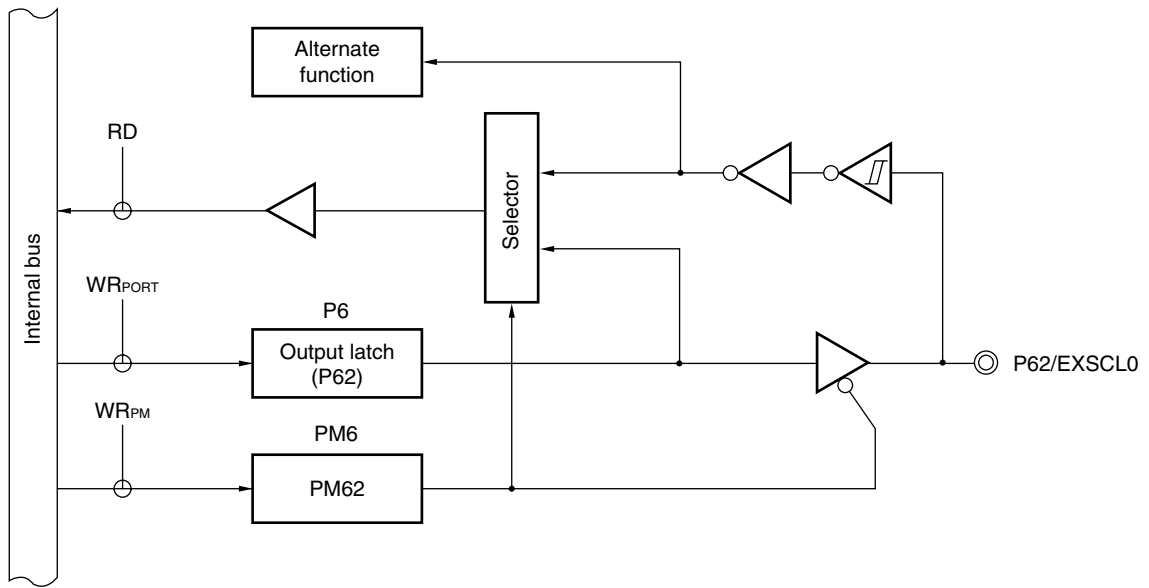 Alternate
function
RD
Selector
Internal bus
WRPORT
P6
Output latch
(P62)
P62/EXSCL0
WRPM
PM6
PM62